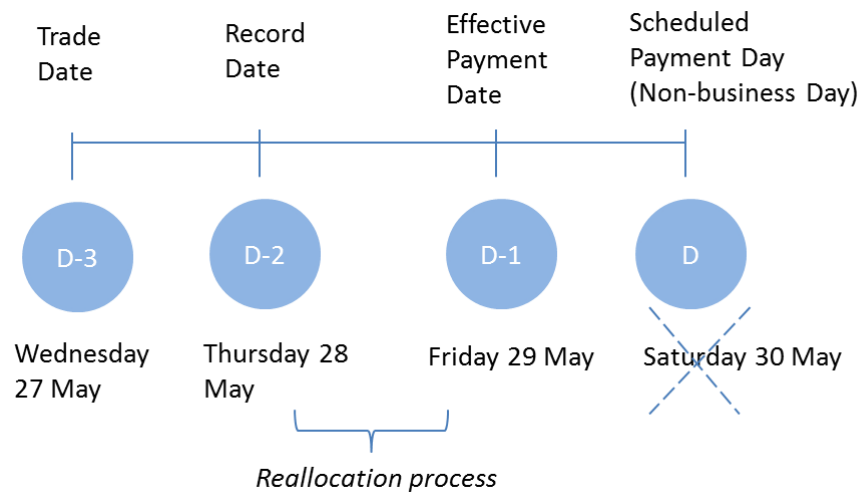 Trade
Date
Record
Date
Effective
Payment
Date
Scheduled
Payment Day
(Non-business Day)
D-3
D-2
D-1
D
Wednesday
27 May
Thursday 28
May
Friday 29 May
Saturday 30 May
Reallocation process